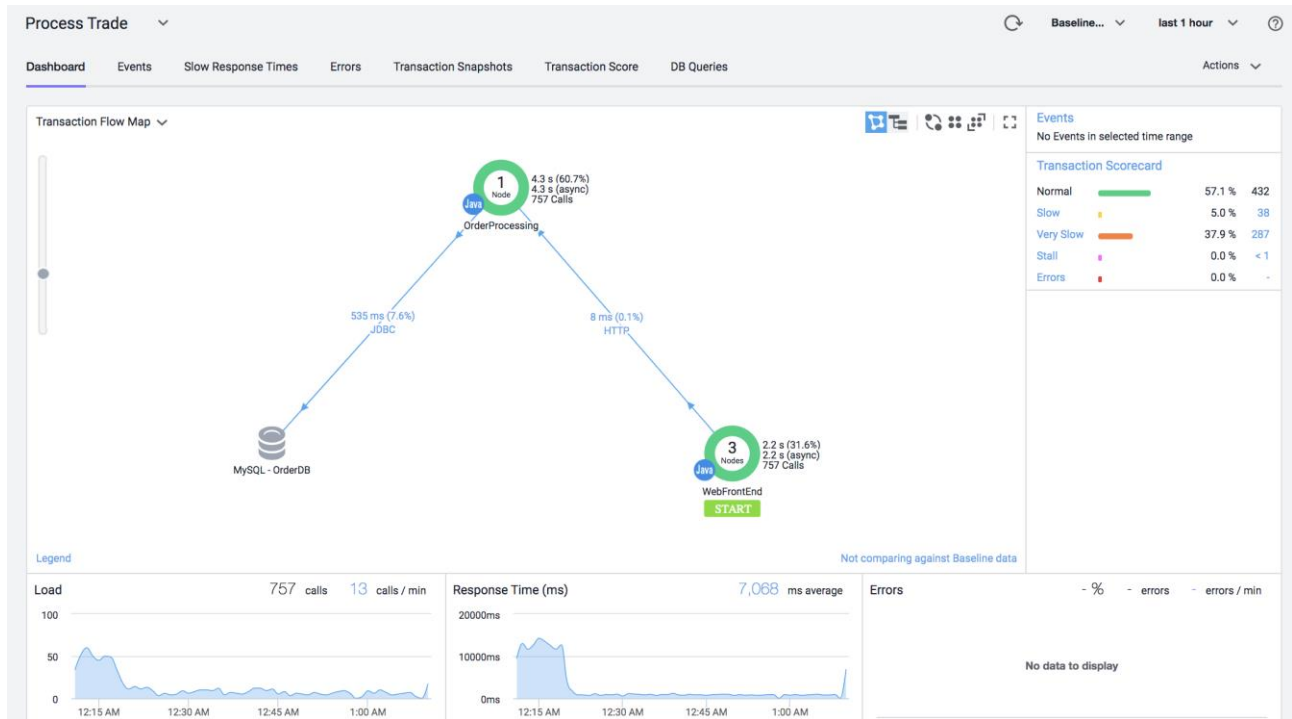 Process Trade
Baseline...
last 1 hour
Dashboard
Events
Slow Response Times
Errors
Transaction Snapshots
Transaction Score
DB Queries
Actions
Transaction Flow Map
1
Node
4.3 s (60.7%)
4.3 s (async)
757 Calls
Java
OrderProcessing
535 ms (7.6%)
JDBC
8 ms (0.1%)
HTTP
MySQL - OrderDB
3
Nodes
2.2 s (31.6%)
2.2 s (async)
757 Calls
Java
WebFrontEnd
START
Legend
Not comparing against Baseline data
Events
No Events in selected time range
Transaction Scorecard
Normal 57.1 % 432
Slow 5.0 % 38
Very Slow 37.9 % 287
Stall 0.0 % < 1
Errors 0.0 % -
Load 757 calls 13 calls / min
100
50
0
12:15 AM 12:30 AM 12:45 AM 1:00 AM
Response Time (ms) 7,068 ms average
20000ms
10000ms
0ms
12:15 AM 12:30 AM 12:45 AM 1:00 AM
Errors - % - errors - errors / min
No data to display